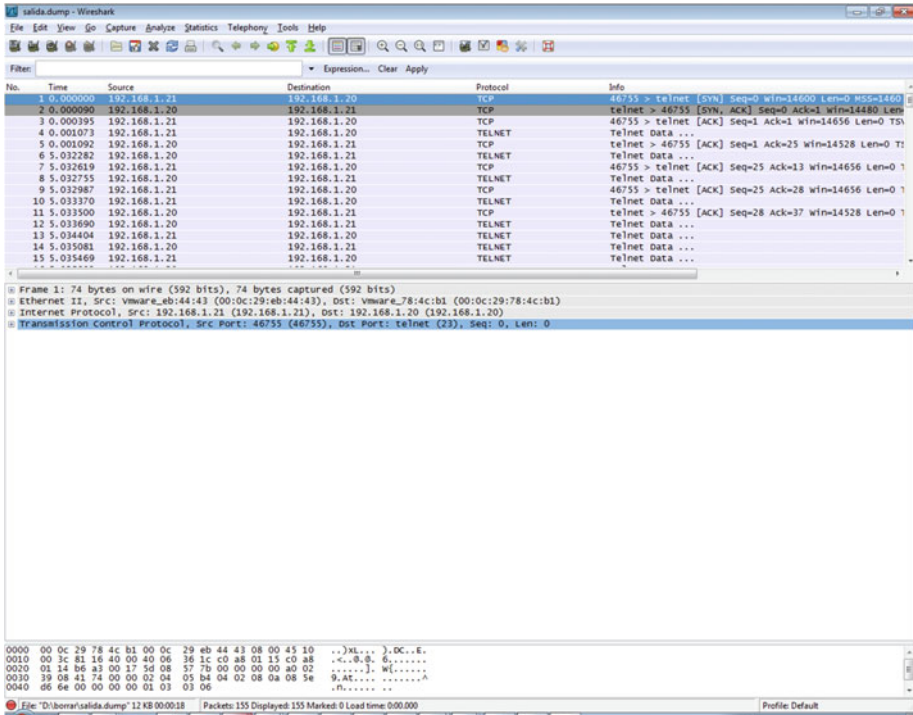 salida.dump - Wireshark
File Edit View Go Capture Analyze Statistics Telephony Tools Help
Filter: Expression... Clear Apply
No. Time Source Destination Protocol Info
1 0.000000 192.168.1.21 192.168.1.20 TCP 46755 > telnet [SYN] Seq=0 Win=14600 Len=0 MSS=1460
2 0.000090 192.168.1.20 192.168.1.21 TCP telnet > 46755 [SYN, ACK] Seq=0 Ack=1 Win=14480 Len=
3 0.000395 192.168.1.21 192.168.1.20 TCP 46755 > telnet [ACK] Seq=1 Ack=1 Win=14656 Len=0 TSV
4 0.001073 192.168.1.21 192.168.1.20 TELNET Telnet Data ...
5 0.001092 192.168.1.20 192.168.1.21 TCP telnet > 46755 [ACK] Seq=1 Ack=25 Win=14528 Len=0 TS
6 5.032282 192.168.1.20 192.168.1.21 TELNET Telnet Data ...
7 5.032619 192.168.1.21 192.168.1.20 TCP 46755 > telnet [ACK] Seq=25 Ack=13 Win=14656 Len=0 T
8 5.032755 192.168.1.20 192.168.1.21 TELNET Telnet Data ...
9 5.032987 192.168.1.21 192.168.1.20 TCP 46755 > telnet [ACK] Seq=25 Ack=28 Win=14656 Len=0 T
10 5.033370 192.168.1.21 192.168.1.20 TELNET Telnet Data ...
11 5.033500 192.168.1.20 192.168.1.21 TCP telnet > 46755 [ACK] Seq=28 Ack=37 Win=14528 Len=0 T
12 5.033690 192.168.1.20 192.168.1.21 TELNET Telnet Data ...
13 5.034404 192.168.1.21 192.168.1.20 TELNET Telnet Data ...
14 5.035081 192.168.1.20 192.168.1.21 TELNET Telnet Data ...
15 5.035469 192.168.1.21 192.168.1.20 TELNET Telnet Data ...
Frame 1: 74 bytes on wire (592 bits), 74 bytes captured (592 bits)
Ethernet II, Src: Vmware_eb:44:43 (00:0c:29:eb:44:43), Dst: Vmware_78:4c:b1 (00:0c:29:78:4c:b1)
Internet Protocol, Src: 192.168.1.21 (192.168.1.21), Dst: 192.168.1.20 (192.168.1.20)
Transmission Control Protocol, Src Port: 46755 (46755), Dst Port: telnet (23), Seq: 0, Len: 0
0000 00 0c 29 78 4c b1 00 0c 29 eb 44 43 08 00 45 10 ..)xL... ).DC..E.
0010 00 3c 81 16 40 00 40 06 36 1c c0 a8 01 15 c0 a8 .<..@.@. 6.......
0020 01 14 b6 a3 00 17 5d 08 57 7b 00 00 00 00 a0 02 ......]. W{......
0030 39 08 41 74 00 00 02 04 05 b4 04 02 08 0a 08 5e 9.At.... .......^
0040 d6 6e 00 00 00 00 01 03 03 06 .n...... ..
File: "D:\borrar\salida.dump" 12 KB 00:00:18 Packets: 155 Displayed: 155 Marked: 0 Load time: 0:00.000 Profile: Default